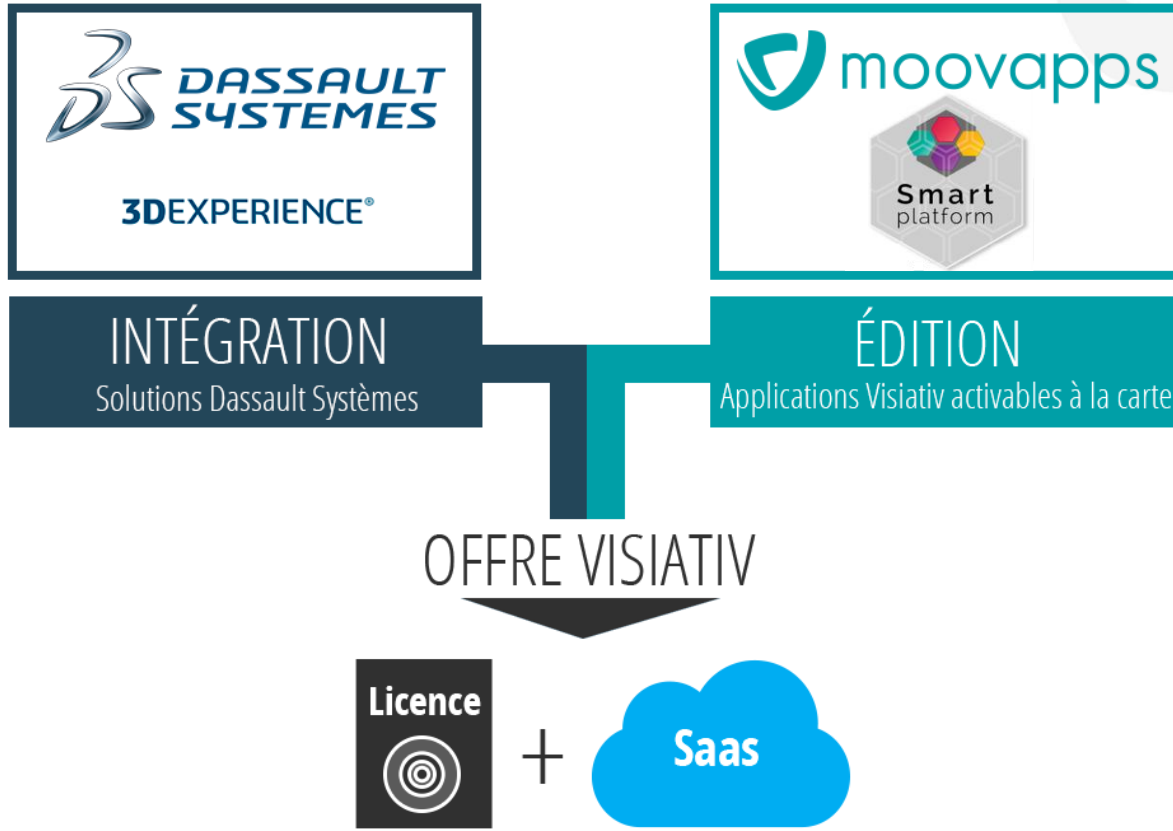 DASSAULT
SYSTEMES
3DEXPERIENCE®
INTÉGRATION
Solutions Dassault Systèmes
moovapps
Smart
platform
ÉDITION
Applications Visiativ activables à la carte
OFFRE VISIATIV
Licence
+
Saas